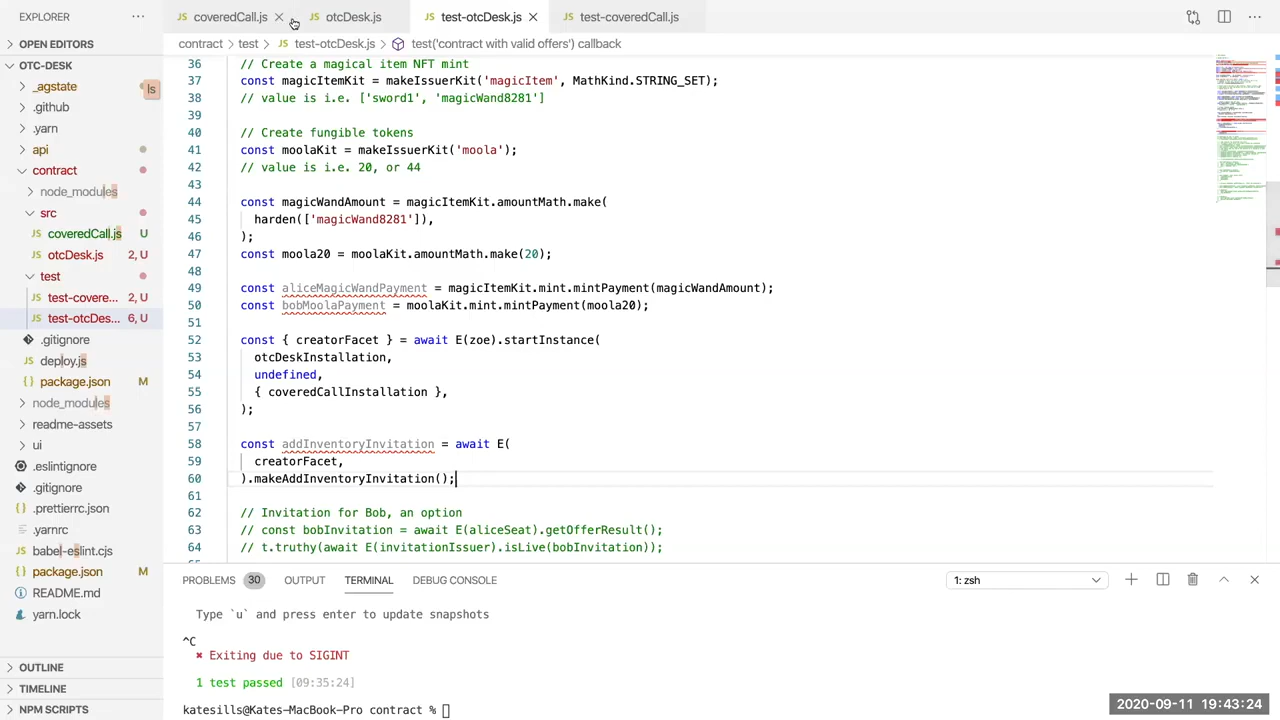 EXPLORER
coveredCall.js
otcDesk.js
test-otcDesk.js
test-coveredCall.js
contract > test > JS test-otcDesk.js > test('contract with valid offers') callback
OPEN EDITORS
OTC-DESK
_agstate
ls
.github
.yarn
api
contract
node_modules
src
coveredCall.js U
otcDesk.js 2, U
test
test-covere... 2, U
test-otcDes... 6, U
.gitignore
deploy.js
package.json M
node_modules
readme-assets
ui
.eslintignore
.gitignore
.prettierrc.json
.yarnrc
babel-eslint.cjs
package.json M
README.md
yarn.lock
OUTLINE
TIMELINE
NPM SCRIPTS
36 // Create a magical item NFT mint
37 const magicItemKit = makeIssuerKit('magicItem', MathKind.STRING_SET);
38 // value is i.e. ['sword1', 'magicWand8281']
39
40 // Create fungible tokens
41 const moolaKit = makeIssuerKit('moola');
42 // value is i.e. 3 or 44
43
44 const magicWandAmount = magicItemKit.amountMath.make(
45 harden(['magicWand8281']),
46 );
47 const moola20 = moolaKit.amountMath.make(20);
48
49 const aliceMagicWandPayment = magicItemKit.mint.mintPayment(magicWandAmount);
50 const bobMoolaPayment = moolaKit.mint.mintPayment(moola20);
51
52 const { creatorFacet } = await E(zoe).startInstance(
53 otcDeskInstallation,
54 undefined,
55 { coveredCallInstallation },
56 );
57
58 const addInventoryInvitation = await E(
59 creatorFacet,
60 ).makeAddInventoryInvitation();
61
62 // Invitation for Bob, an option
63 // const bobInvitation = await E(aliceSeat).getOfferResult();
64 // t.truthy(await E(invitationIssuer).isLive(bobInvitation));
PROBLEMS 30 OUTPUT TERMINAL DEBUG CONSOLE 1: zsh
Type `u` and press enter to update snapshots
^C
✖ Exiting due to SIGINT
1 test passed [09:35:24]
katesills@Kates-MacBook-Pro contract %
2020-09-11 19:43:24